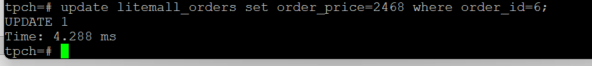 tpch=# update litemall_orders set order_price=2468 where order_id=6;
UPDATE 1
Time: 4.288 ms
tpch=#